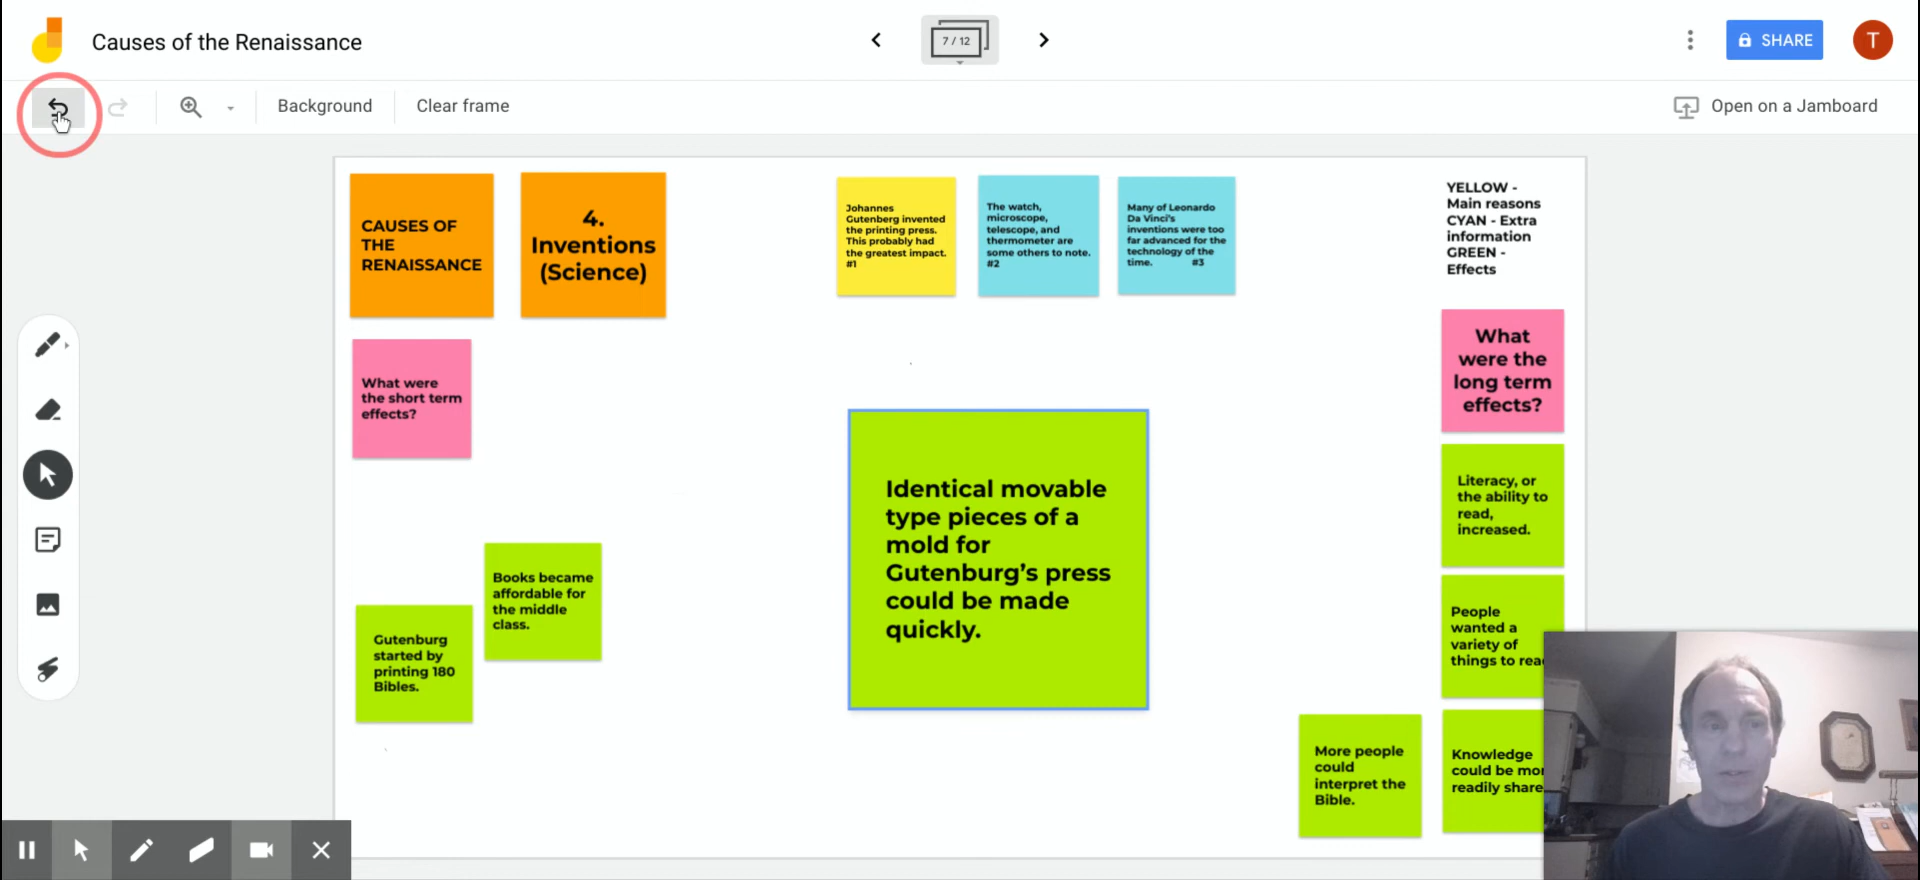 Causes of the Renaissance
7 / 12
SHARE
T
Background
Clear frame
Open on a Jamboard
CAUSES OF
THE
RENAISSANCE
4.
Inventions
(Science)
Johannes
Gutenberg invented
the printing press.
This probably had
the greatest impact.
#1
The watch,
microscope,
telescope, and
thermometer are
some others to note.
#2
Many of Leonardo
Da Vinci's
inventions were too
far advanced for the
technology of the
time. #3
YELLOW -
Main reasons
CYAN - Extra
information
GREEN -
Effects
What were
the short term
effects?
What
were the
long term
effects?
Identical movable
type pieces of a
mold for
Gutenburg's press
could be made
quickly.
Literacy, or
the ability to
read,
increased.
Books became
affordable for
the middle
class.
Gutenburg
started by
printing 180
Bibles.
People
wanted a
variety of
things to rea
More people
could
interpret the
Bible.
Knowledge
could be mo
readily share